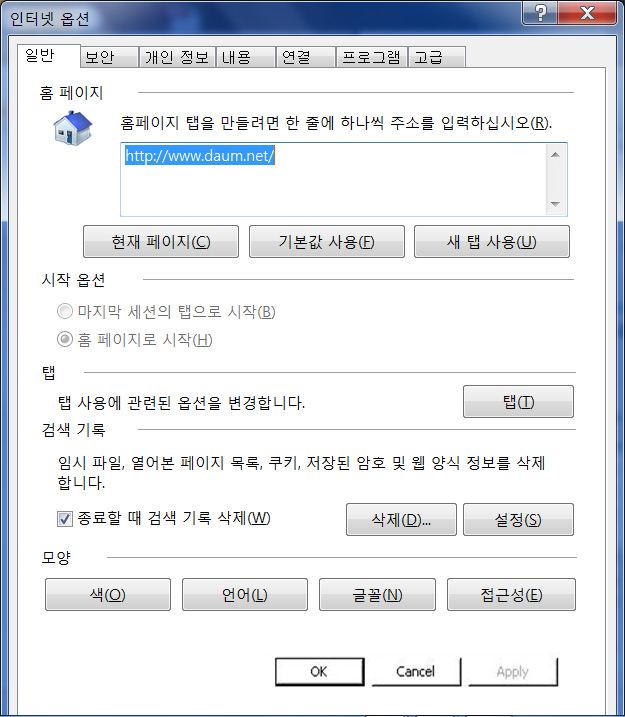 인터넷 옵션
일반 보안 개인 정보 내용 연결 프로그램 고급
홈 페이지
홈페이지 탭을 만들려면 한 줄에 하나씩 주소를 입력하십시오(R).
http://www.daum.net/
현재 페이지(C) 기본값 사용(F) 새 탭 사용(U)
시작 옵션
마지막 세션의 탭으로 시작(B)
홈 페이지로 시작(H)
탭
탭 사용에 관련된 옵션을 변경합니다. 탭(T)
검색 기록
임시 파일, 열어본 페이지 목록, 쿠키, 저장된 암호 및 웹 양식 정보를 삭제
합니다.
종료할 때 검색 기록 삭제(W) 삭제(D)... 설정(S)
모양
색(O) 언어(L) 글꼴(N) 접근성(E)
OK Cancel Apply